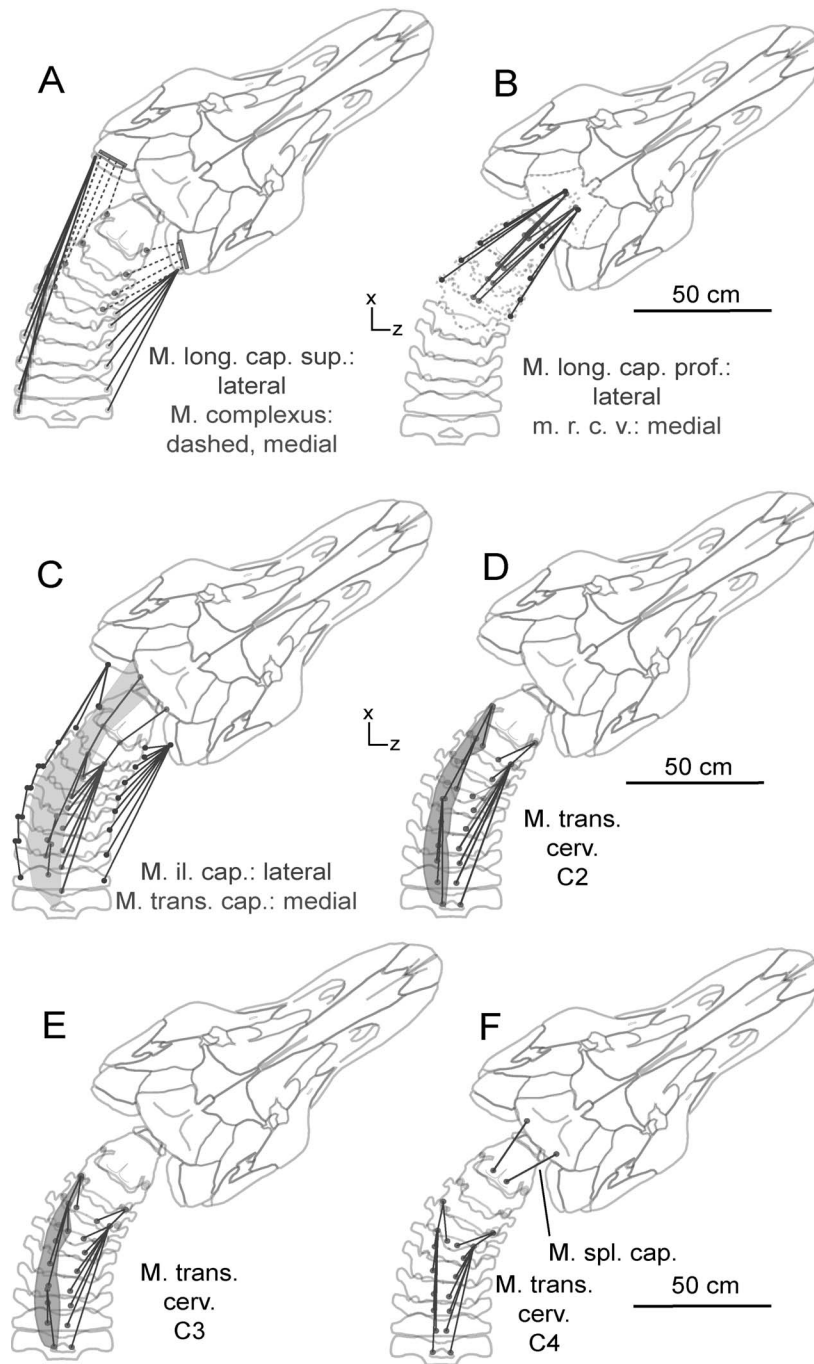 A
B
x
z
50 cm
M. long. cap. sup.:
lateral
M. complexus:
dashed, medial
M. long. cap. prof.:
lateral
m. r. c. v.: medial
C
D
x
z
50 cm
M. il. cap.: lateral
M. trans. cap.: medial
M. trans.
cerv.
C2
E
F
M. trans.
cerv.
C3
M. spl. cap.
M. trans.
cerv.
C4
50 cm